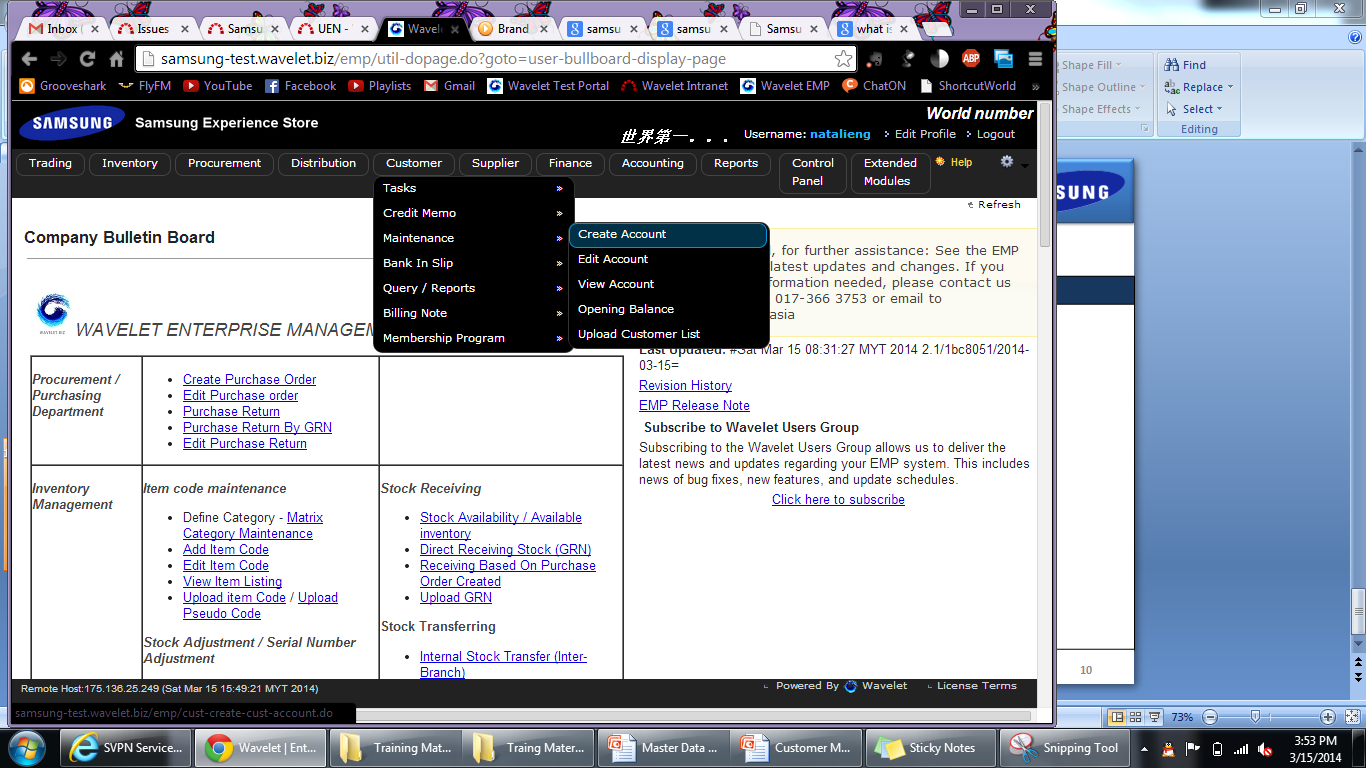 Inbox (
Issues
Samsu
UEN -
Wavele
Brand
samsu
samsu
Samsu
what is
samsung-test.wavelet.biz/emp/util-dopage.do?goto=user-bullboard-display-page
ABP
Grooveshark
FlyFM
YouTube
Facebook
Playlists
Gmail
Wavelet Test Portal
Wavelet Intranet
Wavelet EMP
ChatON
ShortcutWorld
»
SAMSUNG
Samsung Experience Store
World number
世界第一. . .
Username: natalieng
Edit Profile
Logout
Trading
Inventory
Procurement
Distribution
Customer
Supplier
Finance
Accounting
Reports
Control
Panel
Extended
Modules
Help
Refresh
Tasks »
Credit Memo »
Maintenance »
Bank In Slip »
Query / Reports »
Billing Note »
Membership Program »
Create Account
Edit Account
View Account
Opening Balance
Upload Customer List
Company Bulletin Board
, for further assistance: See the EMP
latest updates and changes. If you
formation needed, please contact us
017-366 3753 or email to
asia
WAVELET.BIZ
WAVELET ENTERPRISE MANAGEM
Last Updated: #Sat Mar 15 08:31:27 MYT 2014 2.1/1bc8051/2014-
03-15=
Revision History
EMP Release Note
Subscribe to Wavelet Users Group
Subscribing to the Wavelet Users Group allows us to deliver the
latest news and updates regarding your EMP system. This includes
news of bug fixes, new features, and update schedules.
Click here to subscribe
Procurement /
Purchasing
Department
Create Purchase Order
Edit Purchase order
Purchase Return
Purchase Return By GRN
Edit Purchase Return
Inventory
Management
Item code maintenance
Define Category - Matrix
Category Maintenance
Add Item Code
Edit Item Code
View Item Listing
Upload item Code / Upload
Pseudo Code
Stock Adjustment / Serial Number
Adjustment
Stock Receiving
Stock Availability / Available
inventory
Direct Receiving Stock (GRN)
Receiving Based On Purchase
Order Created
Upload GRN
Stock Transferring
Internal Stock Transfer (Inter-
Branch)
Remote Host:175.136.25.249 (Sat Mar 15 15:49:21 MYT 2014)
Powered By Wavelet
License Terms
samsung-test.wavelet.biz/emp/cust-create-cust-account.do
Shape Fill
Shape Outline
Shape Effects
Find
Replace
Select
Editing
SUNG
10
73%
SVPN Service...
Wavelet | Ent...
Training Mat...
Traing Mater...
Master Data ...
Customer M...
Sticky Notes
Snipping Tool
3:53 PM
3/15/2014